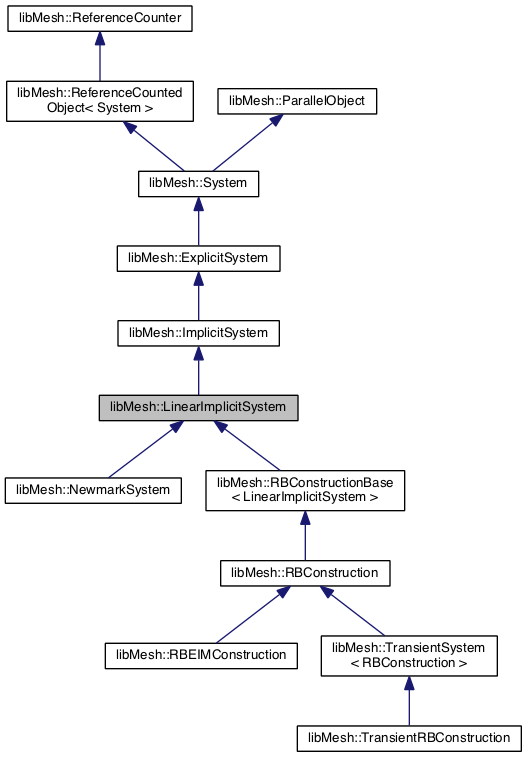 libMesh::ReferenceCounter
libMesh::ReferenceCounted
Object< System >
libMesh::ParallelObject
libMesh::System
libMesh::ExplicitSystem
libMesh::ImplicitSystem
libMesh::LinearImplicitSystem
libMesh::NewmarkSystem
libMesh::RBConstructionBase
< LinearImplicitSystem >
libMesh::RBConstruction
libMesh::RBEIMConstruction
libMesh::TransientSystem
< RBConstruction >
libMesh::TransientRBConstruction